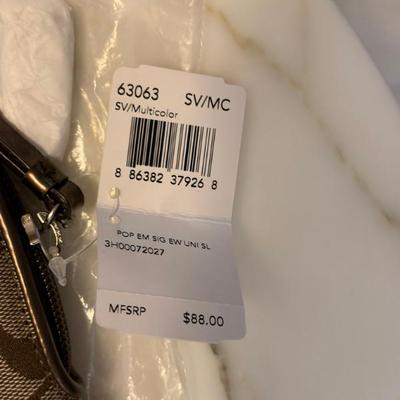 63063 SV/MC
SV/Multicolor
8 86382 37926 8
POP EM SIG EW UNI SL
3H00072027
MFSRP $88.00